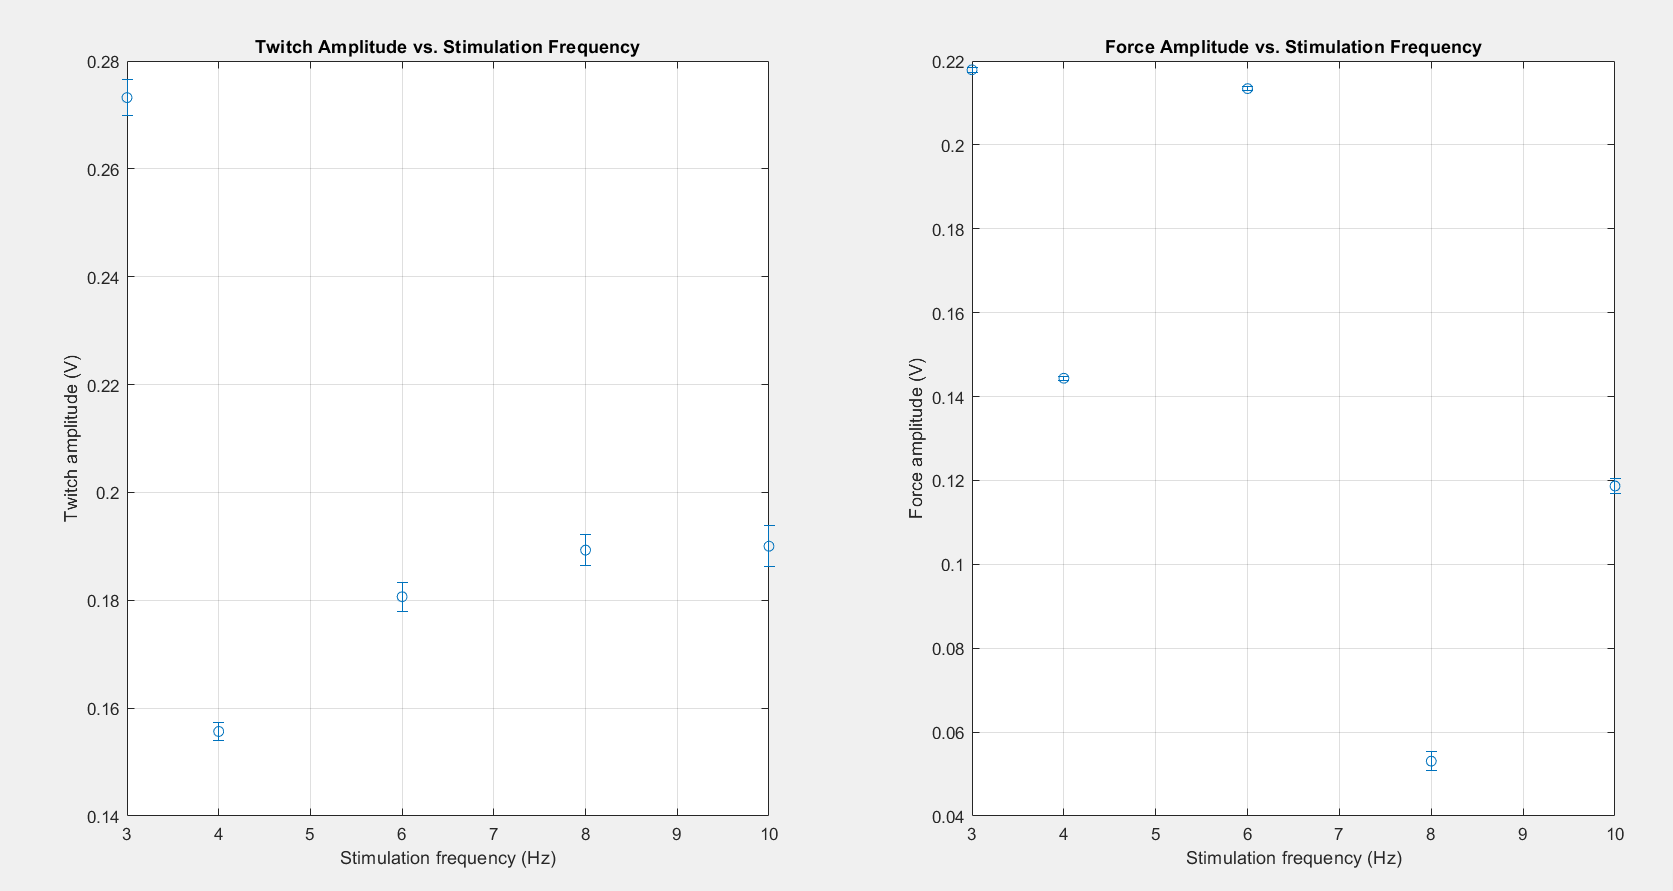 Twitch Amplitude vs. Stimulation Frequency
0.28
0.26
0.24
0.22
0.2
0.18
0.16
0.14
Twitch amplitude (V)
3 4 5 6 7 8 9 10
Stimulation frequency (Hz)
Force Amplitude vs. Stimulation Frequency
0.22
0.2
0.18
0.16
0.14
0.12
0.1
0.08
0.06
0.04
Force amplitude (V)
3 4 5 6 7 8 9 10
Stimulation frequency (Hz)